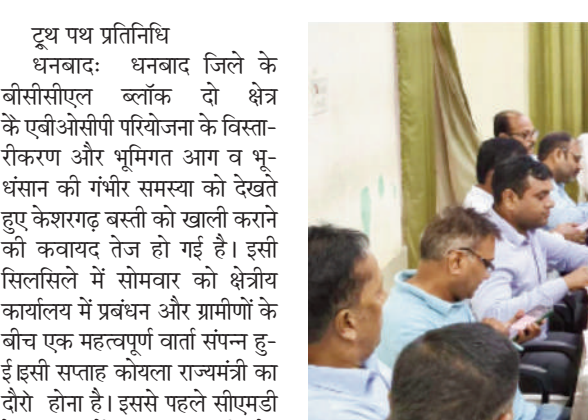 ट्रूथ पथ प्रतिनिधि
धनबादः धनबाद जिले के
बीसीसीएल ब्लॉक दो क्षेत्र
के एबीओसीपी परियोजना के विस्ता-
रीकरण और भूमिगत आग व भू-
धंसान की गंभीर समस्या को देखते
हुए केशरगढ़ बस्ती को खाली कराने
की कवायद तेज हो गई है। इसी
सिलसिले में सोमवार को क्षेत्रीय
कार्यालय में प्रबंधन और ग्रामीणों के
बीच एक महत्वपूर्ण वार्ता संपन्न हु-
ई।इसी सप्ताह कोयला राज्यमंत्री का
दौरो होना है। इससे पहले सीएमडी